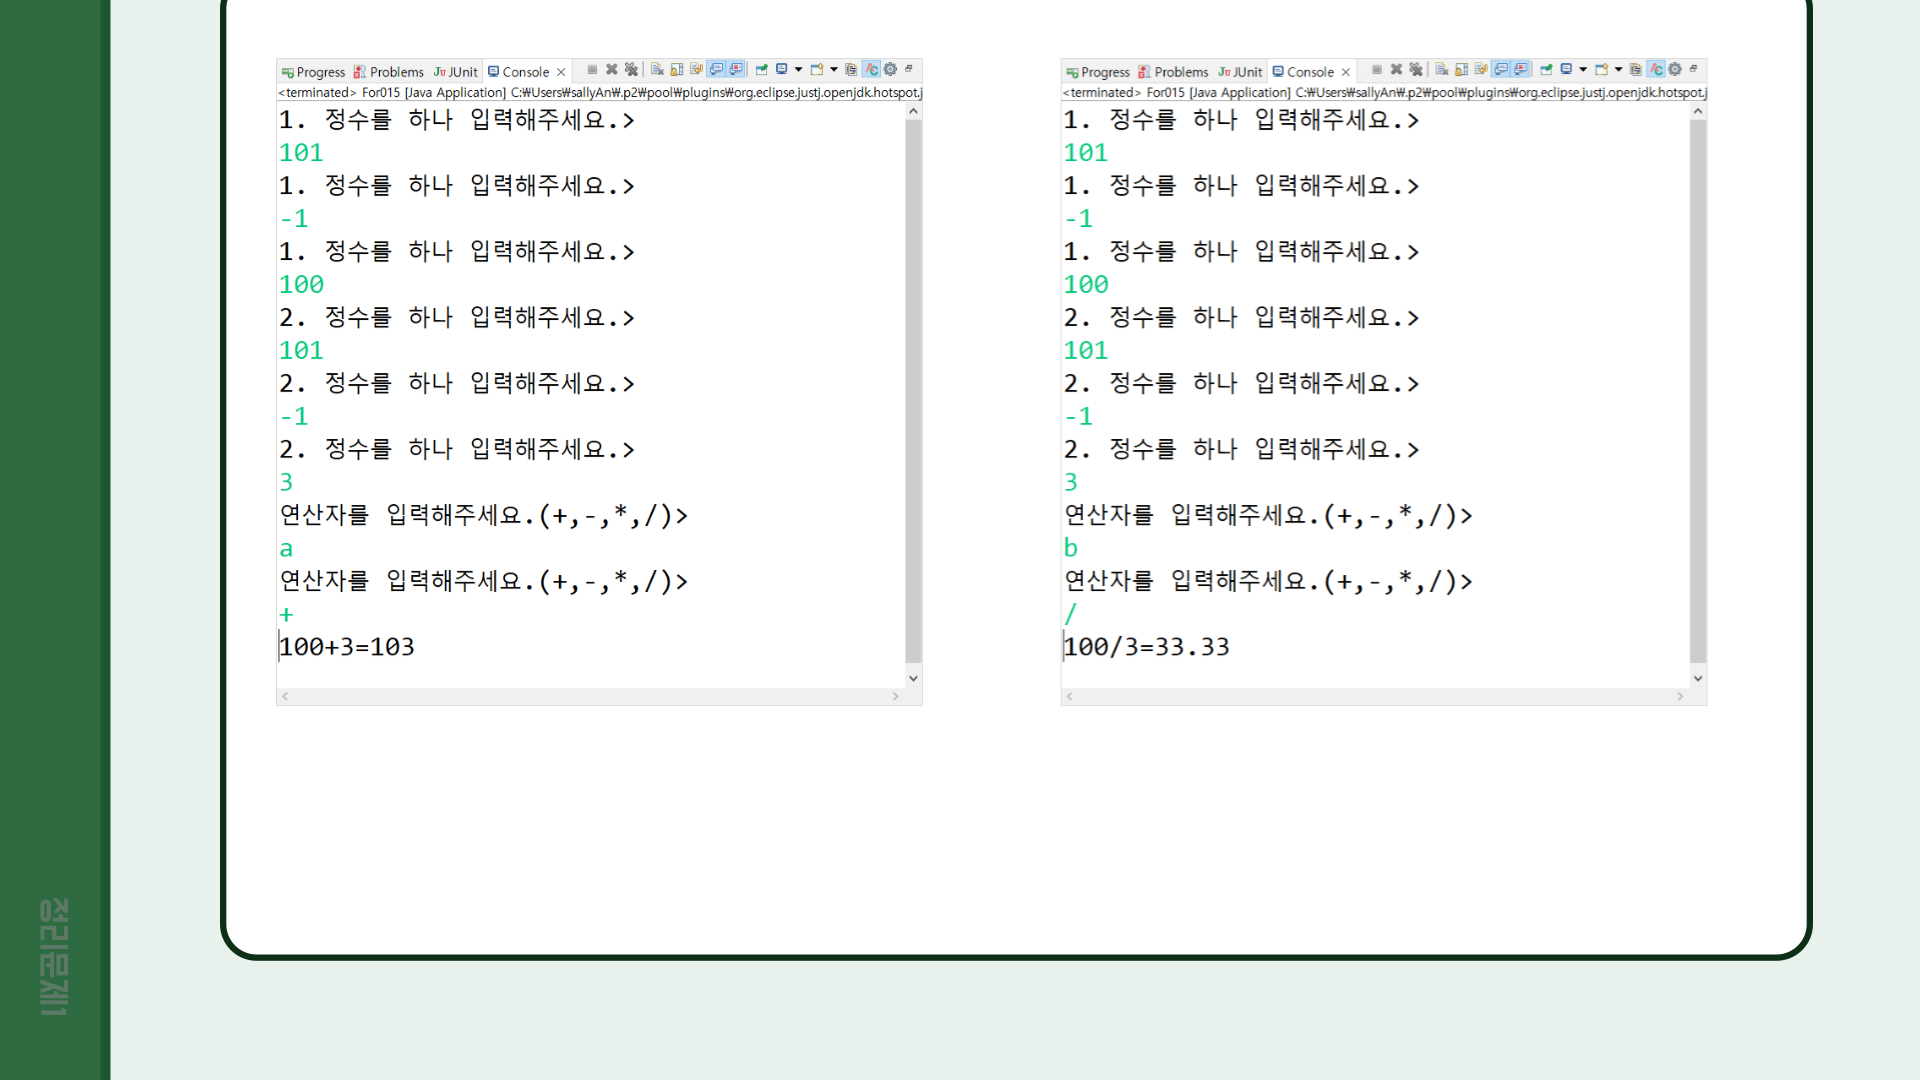 Progress Problems JUnit Console
<terminated> For015 [Java Application] C:₩Users₩sallyAn₩.p2₩pool₩plugins₩org.eclipse.justj.openjdk.hotspot.j
1. 정수를 하나 입력해주세요.>
101
1. 정수를 하나 입력해주세요.>
-1
1. 정수를 하나 입력해주세요.>
100
2. 정수를 하나 입력해주세요.>
101
2. 정수를 하나 입력해주세요.>
-1
2. 정수를 하나 입력해주세요.>
3
연산자를 입력해주세요.(+,-,*,/)>
a
연산자를 입력해주세요.(+,-,*,/)>
+
100+3=103
Progress Problems JUnit Console
<terminated> For015 [Java Application] C:₩Users₩sallyAn₩.p2₩pool₩plugins₩org.eclipse.justj.openjdk.hotspot.j
1. 정수를 하나 입력해주세요.>
101
1. 정수를 하나 입력해주세요.>
-1
1. 정수를 하나 입력해주세요.>
100
2. 정수를 하나 입력해주세요.>
101
2. 정수를 하나 입력해주세요.>
-1
2. 정수를 하나 입력해주세요.>
3
연산자를 입력해주세요.(+,-,*,/)>
b
연산자를 입력해주세요.(+,-,*,/)>
/
100/3=33.33
정리문제1